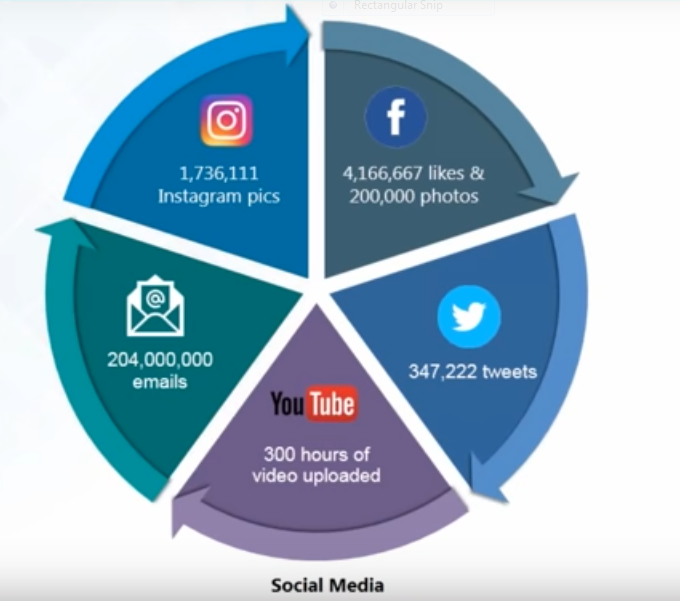 Rectangular Snip
1,736,111
Instagram pics
f
4,166,667 likes &
200,000 photos
@
204,000,000
emails
347,222 tweets
YouTube
300 hours of
video uploaded
Social Media